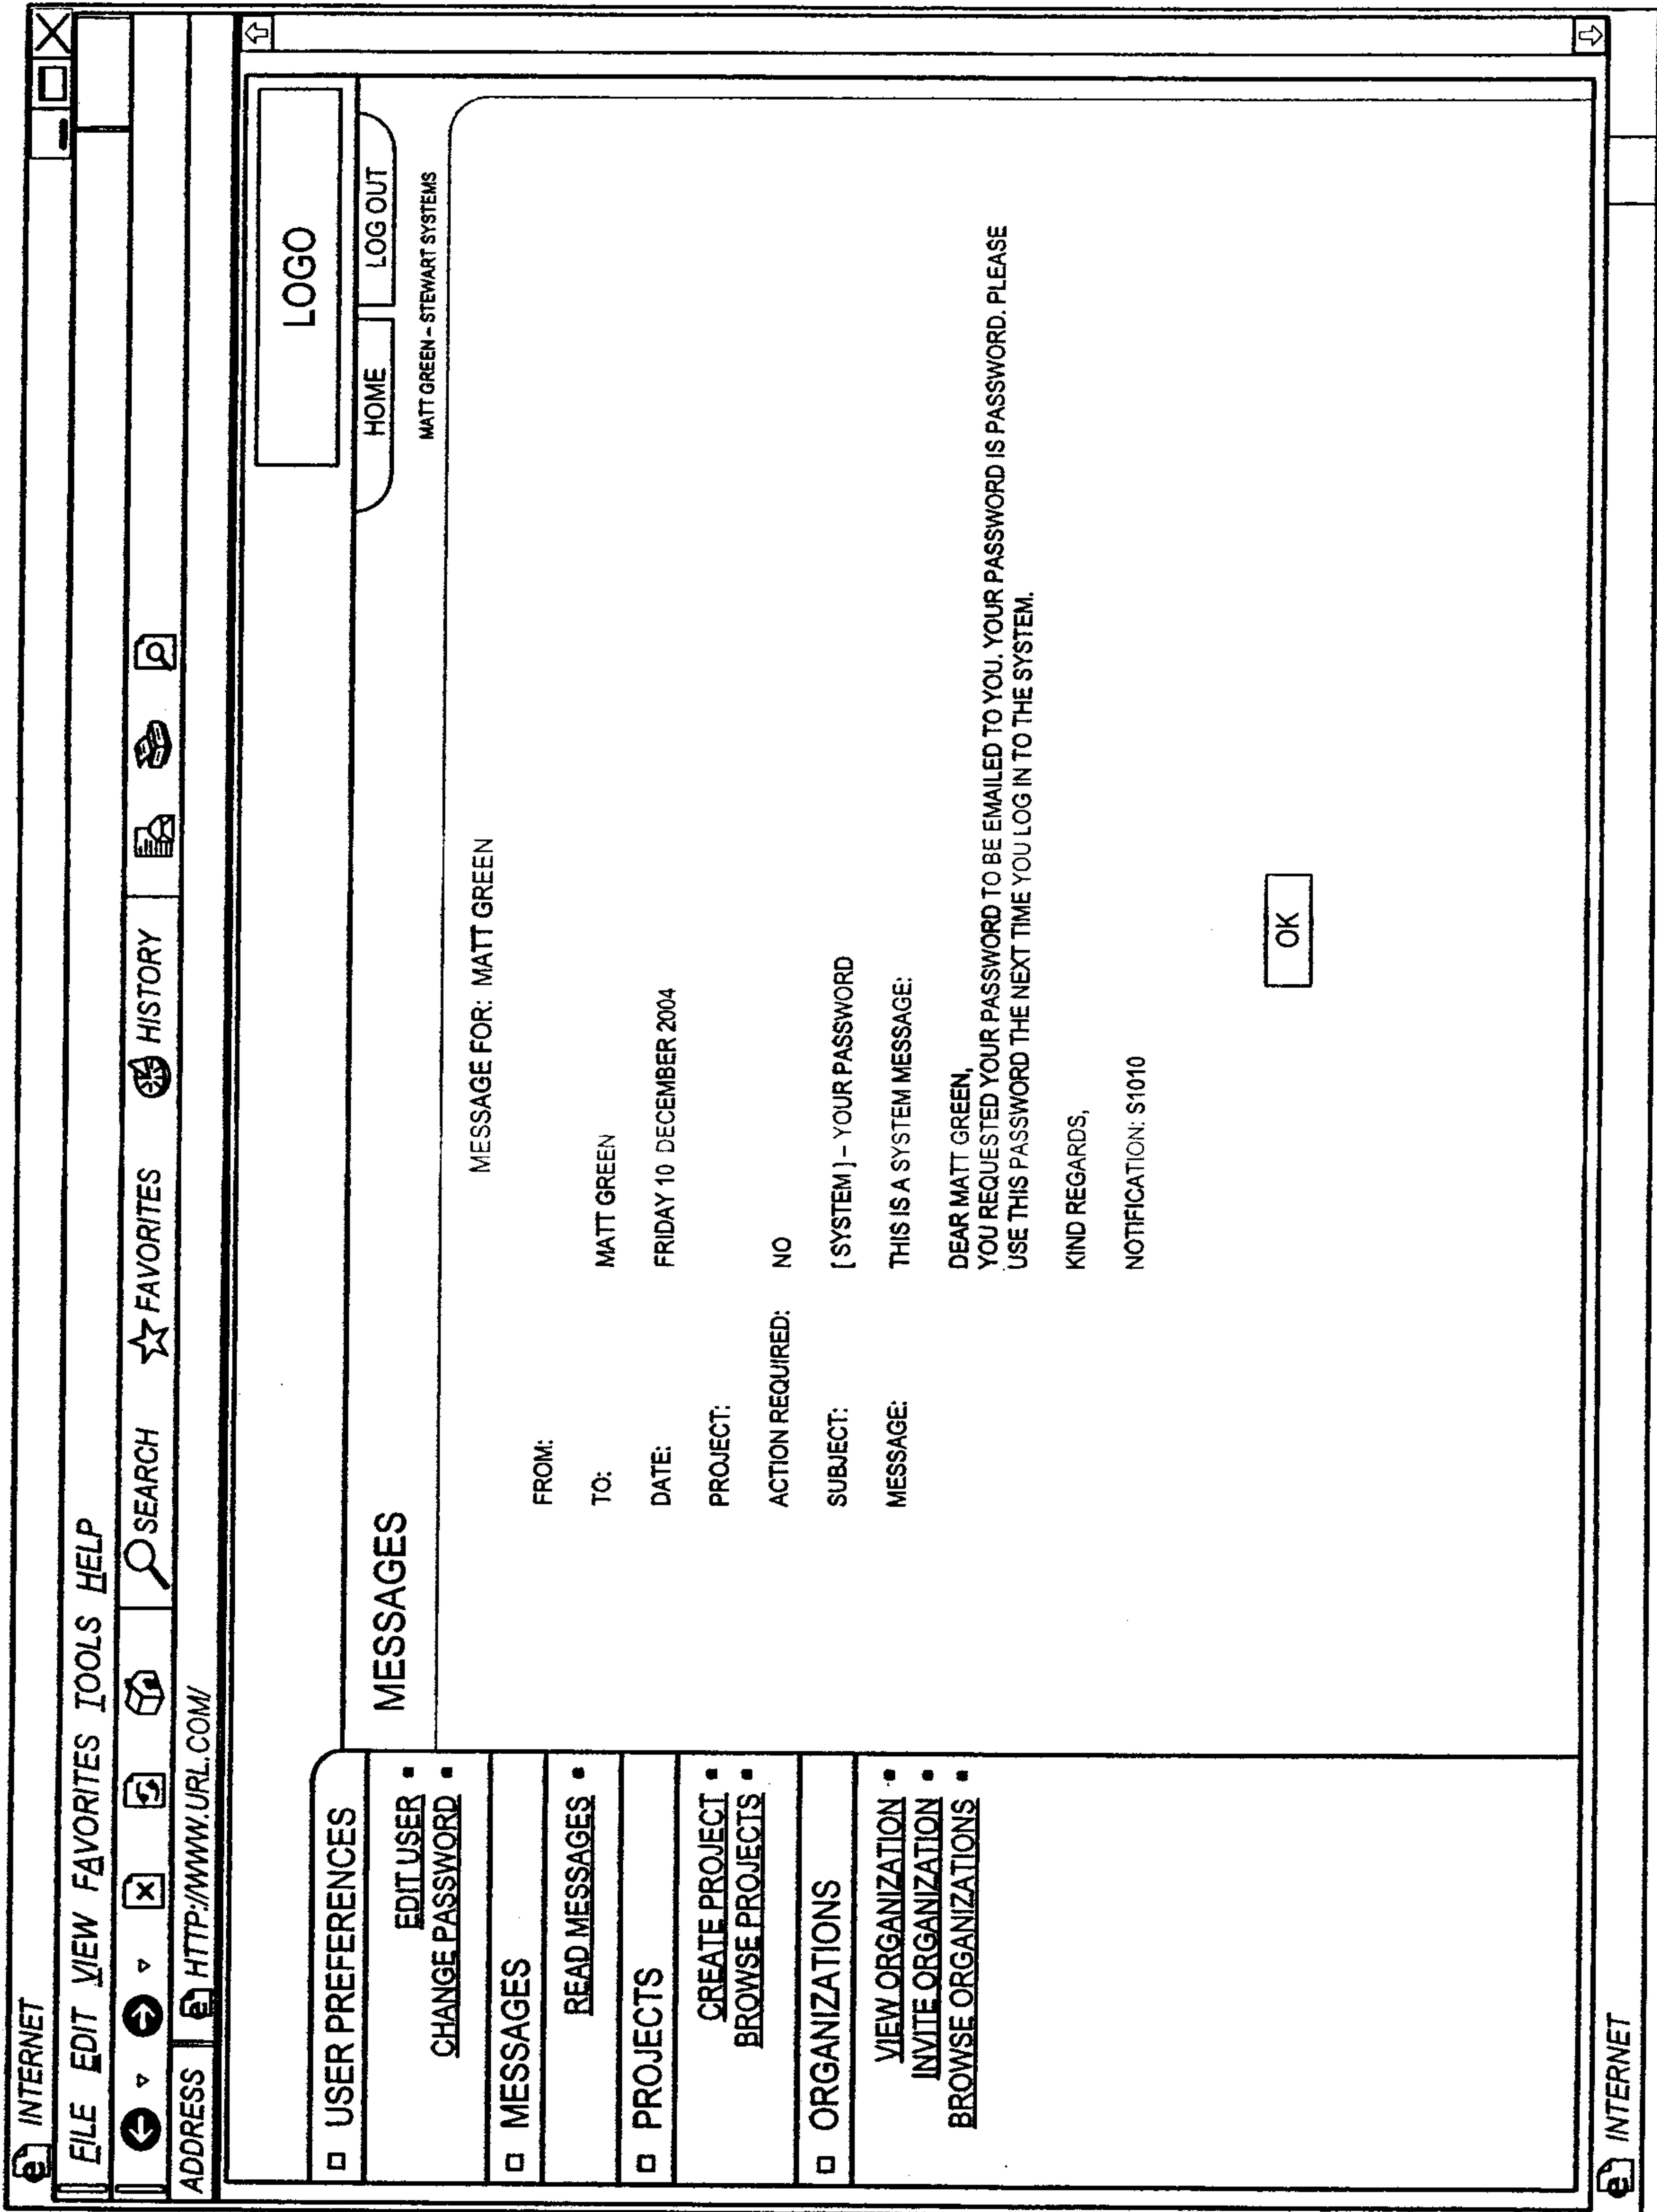 INTERNET
FILE EDIT VIEW FAVORITES TOOLS HELP
SEARCH FAVORITES HISTORY
ADDRESS HTTP://WWW.URL.COM/
LOGO
HOME LOG OUT
MATT GREEN – STEWART SYSTEMS
USER PREFERENCES
EDIT USER
CHANGE PASSWORD
MESSAGES
READ MESSAGES
PROJECTS
CREATE PROJECT
BROWSE PROJECTS
ORGANIZATIONS
VIEW ORGANIZATION
INVITE ORGANIZATION
BROWSE ORGANIZATIONS
MESSAGES
MESSAGE FOR: MATT GREEN
FROM:
TO: MATT GREEN
DATE: FRIDAY 10 DECEMBER 2004
PROJECT:
ACTION REQUIRED: NO
SUBJECT: [SYSTEM] – YOUR PASSWORD
MESSAGE: THIS IS A SYSTEM MESSAGE:
DEAR MATT GREEN,
YOU REQUESTED YOUR PASSWORD TO BE EMAILED TO YOU. YOUR PASSWORD IS PASSWORD. PLEASE
USE THIS PASSWORD THE NEXT TIME YOU LOG IN TO THE SYSTEM.
KIND REGARDS,
NOTIFICATION: S1010
OK
INTERNET